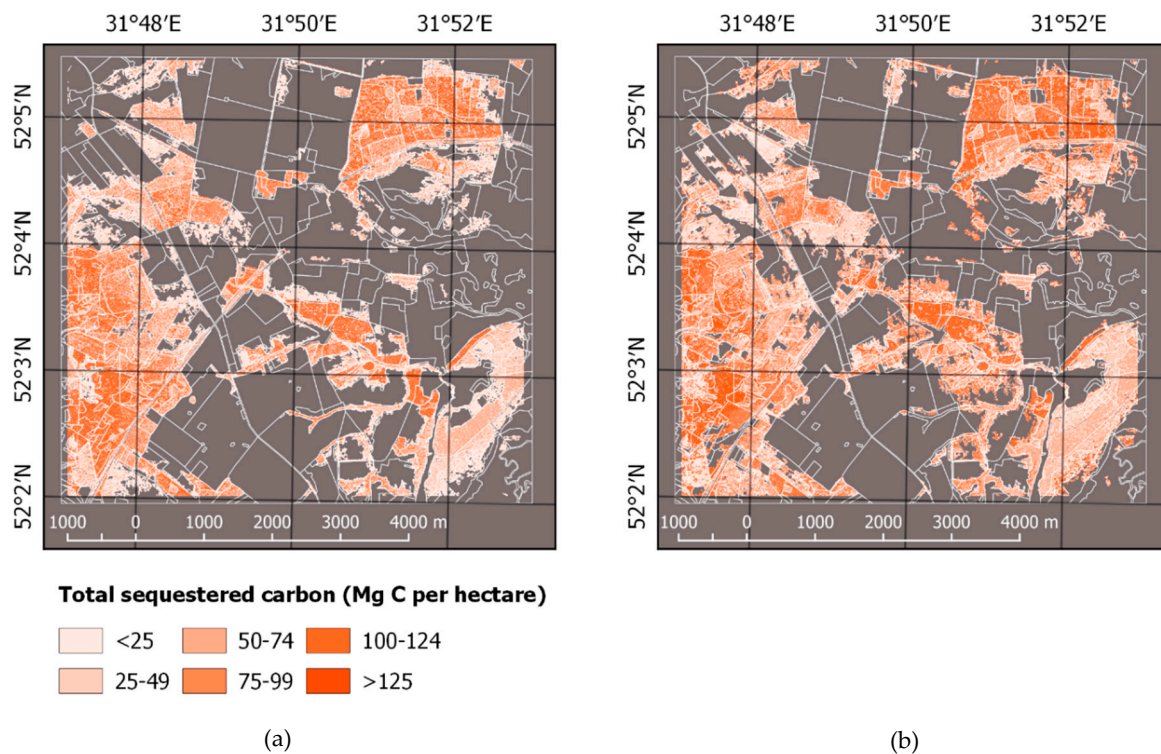 31°48′E 31°50′E 31°52′E 31°48′E 31°50′E 31°52′E
52°5′N 52°5′N
52°4′N 52°4′N
52°3′N 52°3′N
52°2′N 52°2′N
1000 0 1000 2000 3000 4000 m 1000 0 1000 2000 3000 4000 m
Total sequestered carbon (Mg C per hectare)
<25 50-74 100-124
25-49 75-99 >125
(a) (b)